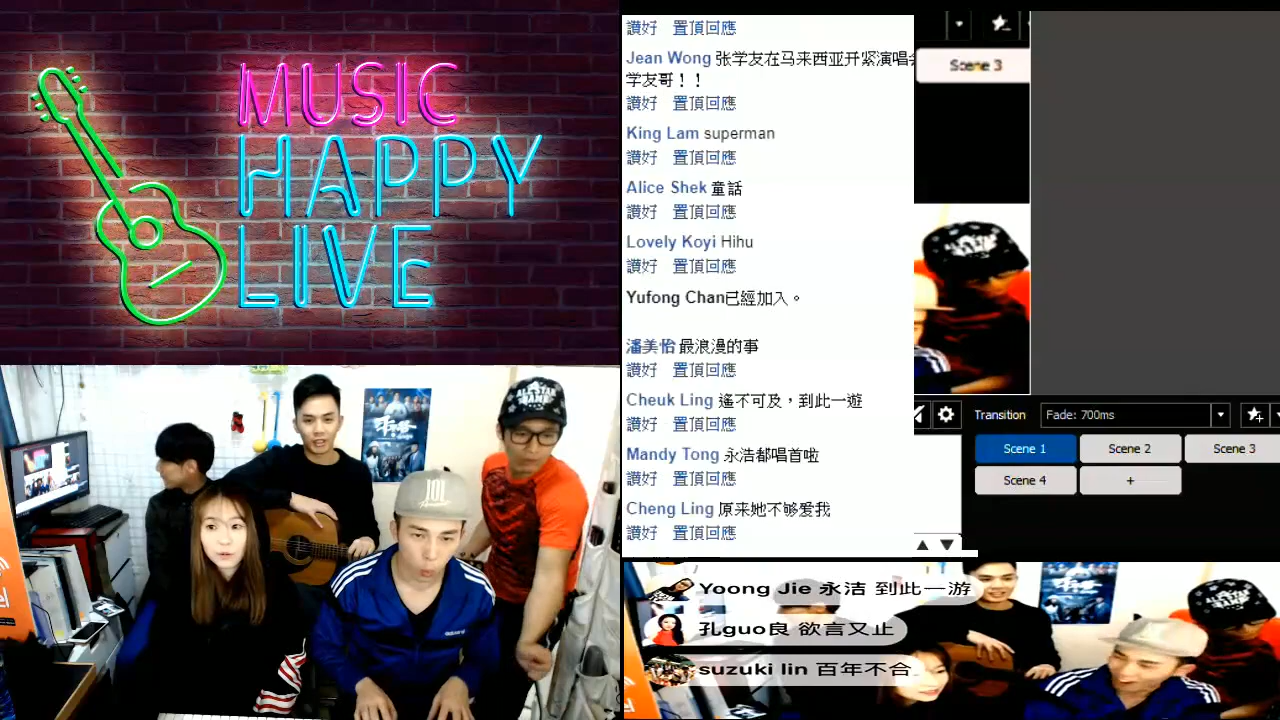 MUSIC
HAPPY
LIVE
讚好 置頂回應
Jean Wong 张学友在马来西亚开紧演唱会
学友哥！！
讚好 置頂回應
King Lam superman
讚好 置頂回應
Alice Shek 童話
讚好 置頂回應
Lovely Koyi Hihu
讚好 置頂回應
Yufong Chan已經加入。
潘美怡 最浪漫的事
讚好 置頂回應
Cheuk Ling 遙不可及，到此一遊
讚好 置頂回應
Mandy Tong 永浩都唱首啦
讚好 置頂回應
Cheng Ling 原来她不够爱我
讚好 置頂回應
Scene 3
Transition Fade: 700ms
Scene 1 Scene 2 Scene 3
Scene 4 +
Yoong Jie 永洁 到此一游
孔guo良 欲言又止
suzuki lin 百年不合